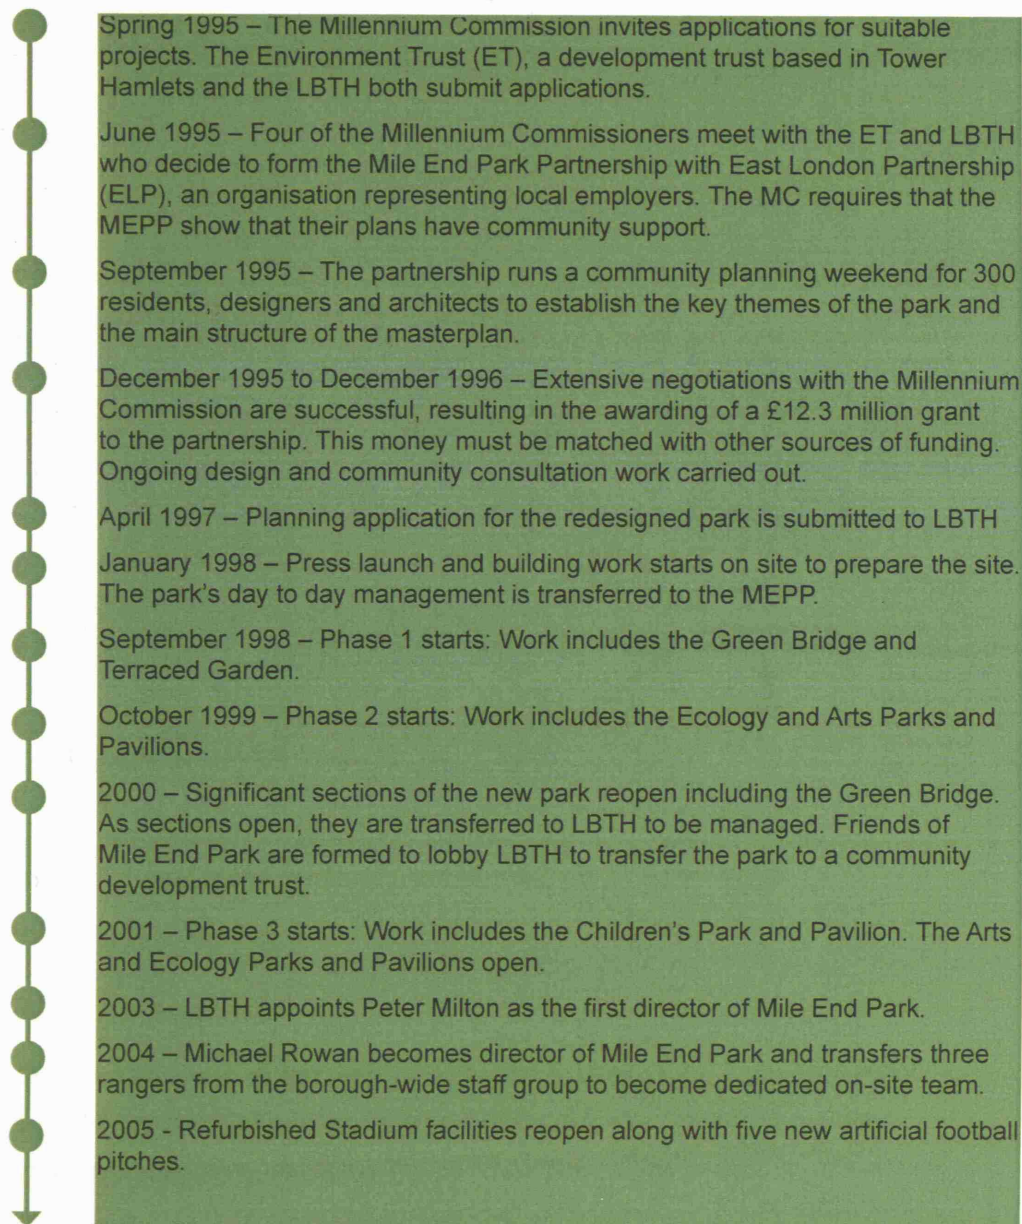 Spring 1995 – The Millennium Commission invites applications for suitable
projects. The Environment Trust (ET), a development trust based in Tower
Hamlets and the LBTH both submit applications.
June 1995 – Four of the Millennium Commissioners meet with the ET and LBTH
who decide to form the Mile End Park Partnership with East London Partnership
(ELP), an organisation representing local employers. The MC requires that the
MEPP show that their plans have community support.
September 1995 – The partnership runs a community planning weekend for 300
residents, designers and architects to establish the key themes of the park and
the main structure of the masterplan.
December 1995 to December 1996 – Extensive negotiations with the Millennium
Commission are successful, resulting in the awarding of a £12.3 million grant
to the partnership. This money must be matched with other sources of funding.
Ongoing design and community consultation work carried out.
April 1997 – Planning application for the redesigned park is submitted to LBTH
January 1998 – Press launch and building work starts on site to prepare the site.
The park's day to day management is transferred to the MEPP.
September 1998 – Phase 1 starts: Work includes the Green Bridge and
Terraced Garden.
October 1999 – Phase 2 starts: Work includes the Ecology and Arts Parks and
Pavilions.
2000 – Significant sections of the new park reopen including the Green Bridge.
As sections open, they are transferred to LBTH to be managed. Friends of
Mile End Park are formed to lobby LBTH to transfer the park to a community
development trust.
2001 – Phase 3 starts: Work includes the Children's Park and Pavilion. The Arts
and Ecology Parks and Pavilions open.
2003 – LBTH appoints Peter Milton as the first director of Mile End Park.
2004 – Michael Rowan becomes director of Mile End Park and transfers three
rangers from the borough-wide staff group to become dedicated on-site team.
2005 - Refurbished Stadium facilities reopen along with five new artificial football
pitches.